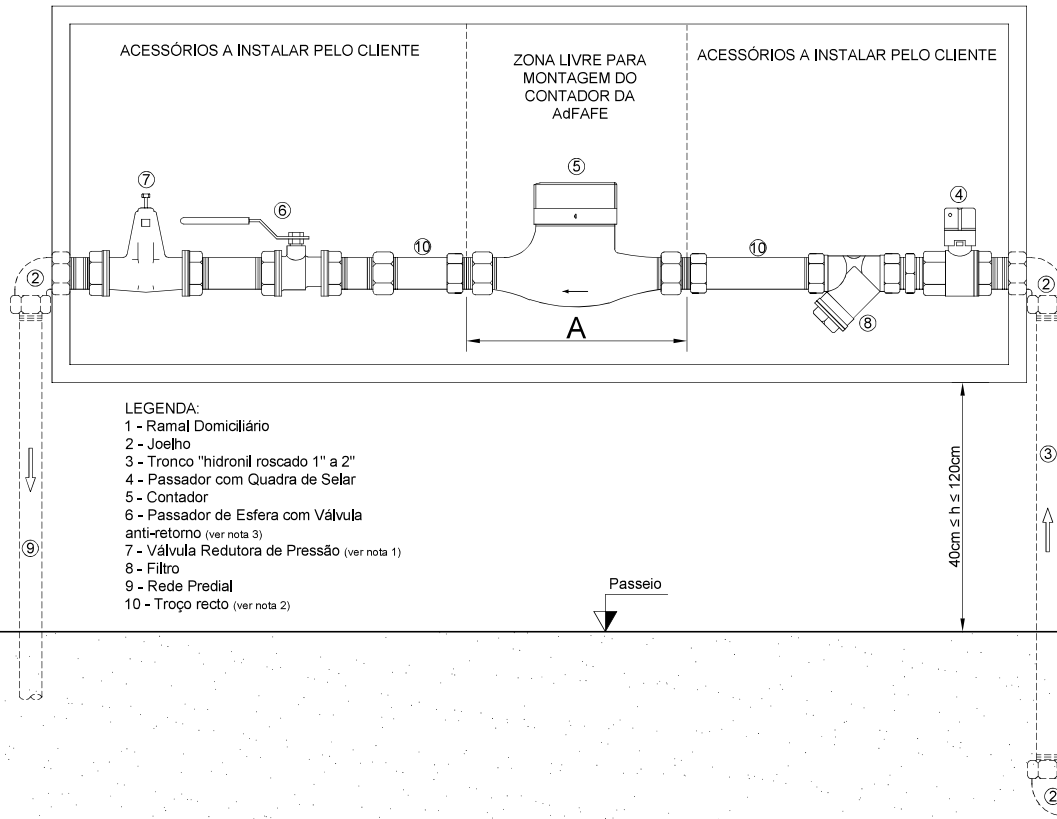 ACESSÓRIOS A INSTALAR PELO CLIENTE
ZONA LIVRE PARA
MONTAGEM DO
CONTADOR DA
AdFAFE
ACESSÓRIOS A INSTALAR PELO CLIENTE
5
7
4
6
10
10
2
2
8
A
LEGENDA:
1 - Ramal Domiciliário
2 - Joelho
3 - Tronco "hidronil roscado 1" a 2"
4 - Passador com Quadra de Selar
5 - Contador
6 - Passador de Esfera com Válvula
anti-retorno (ver nota 3)
7 - Válvula Redutora de Pressão (ver nota 1)
8 - Filtro
9 - Rede Predial
10 - Troço recto (ver nota 2)
3
40cm ≤ h ≤ 120cm
9
Passeio
2